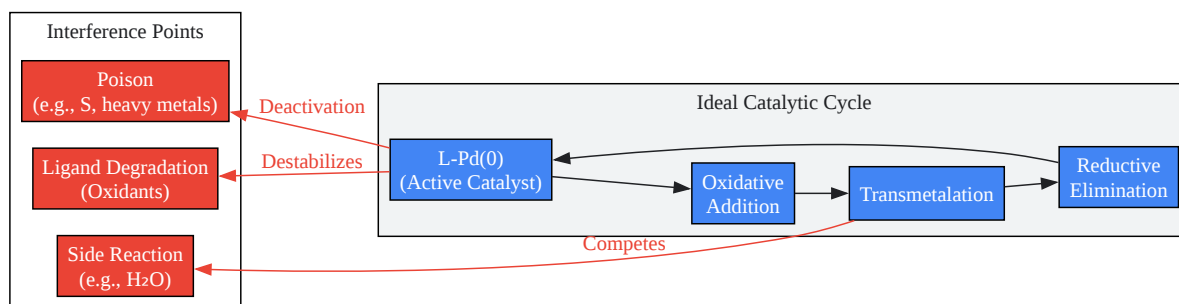 Interference Points
Poison
(e.g., S, heavy metals)
Ligand Degradation
(Oxidants)
Side Reaction
(e.g., H₂O)
Deactivation
Destabilizes
Competes
Ideal Catalytic Cycle
L-Pd(0)
(Active Catalyst)
Oxidative
Addition
Transmetalation
Reductive
Elimination